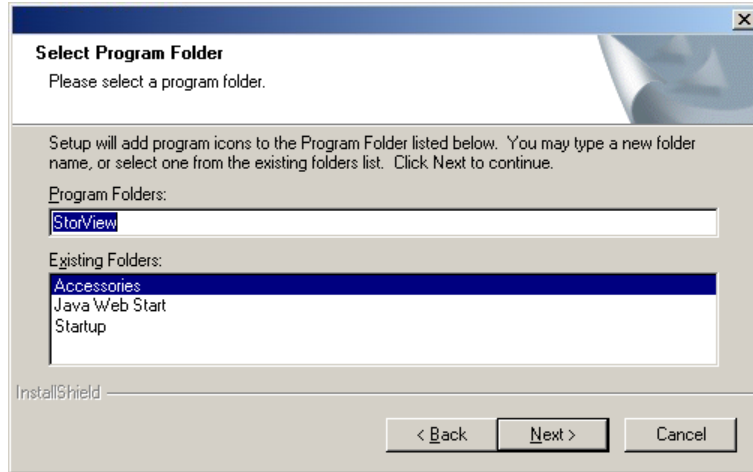 Select Program Folder
Please select a program folder.
Setup will add program icons to the Program Folder listed below.  You may type a new folder
name, or select one from the existing folders list.  Click Next to continue.
Program Folders:
StorView
Existing Folders:
Accessories
Java Web Start
Startup
InstallShield
< Back
Next >
Cancel